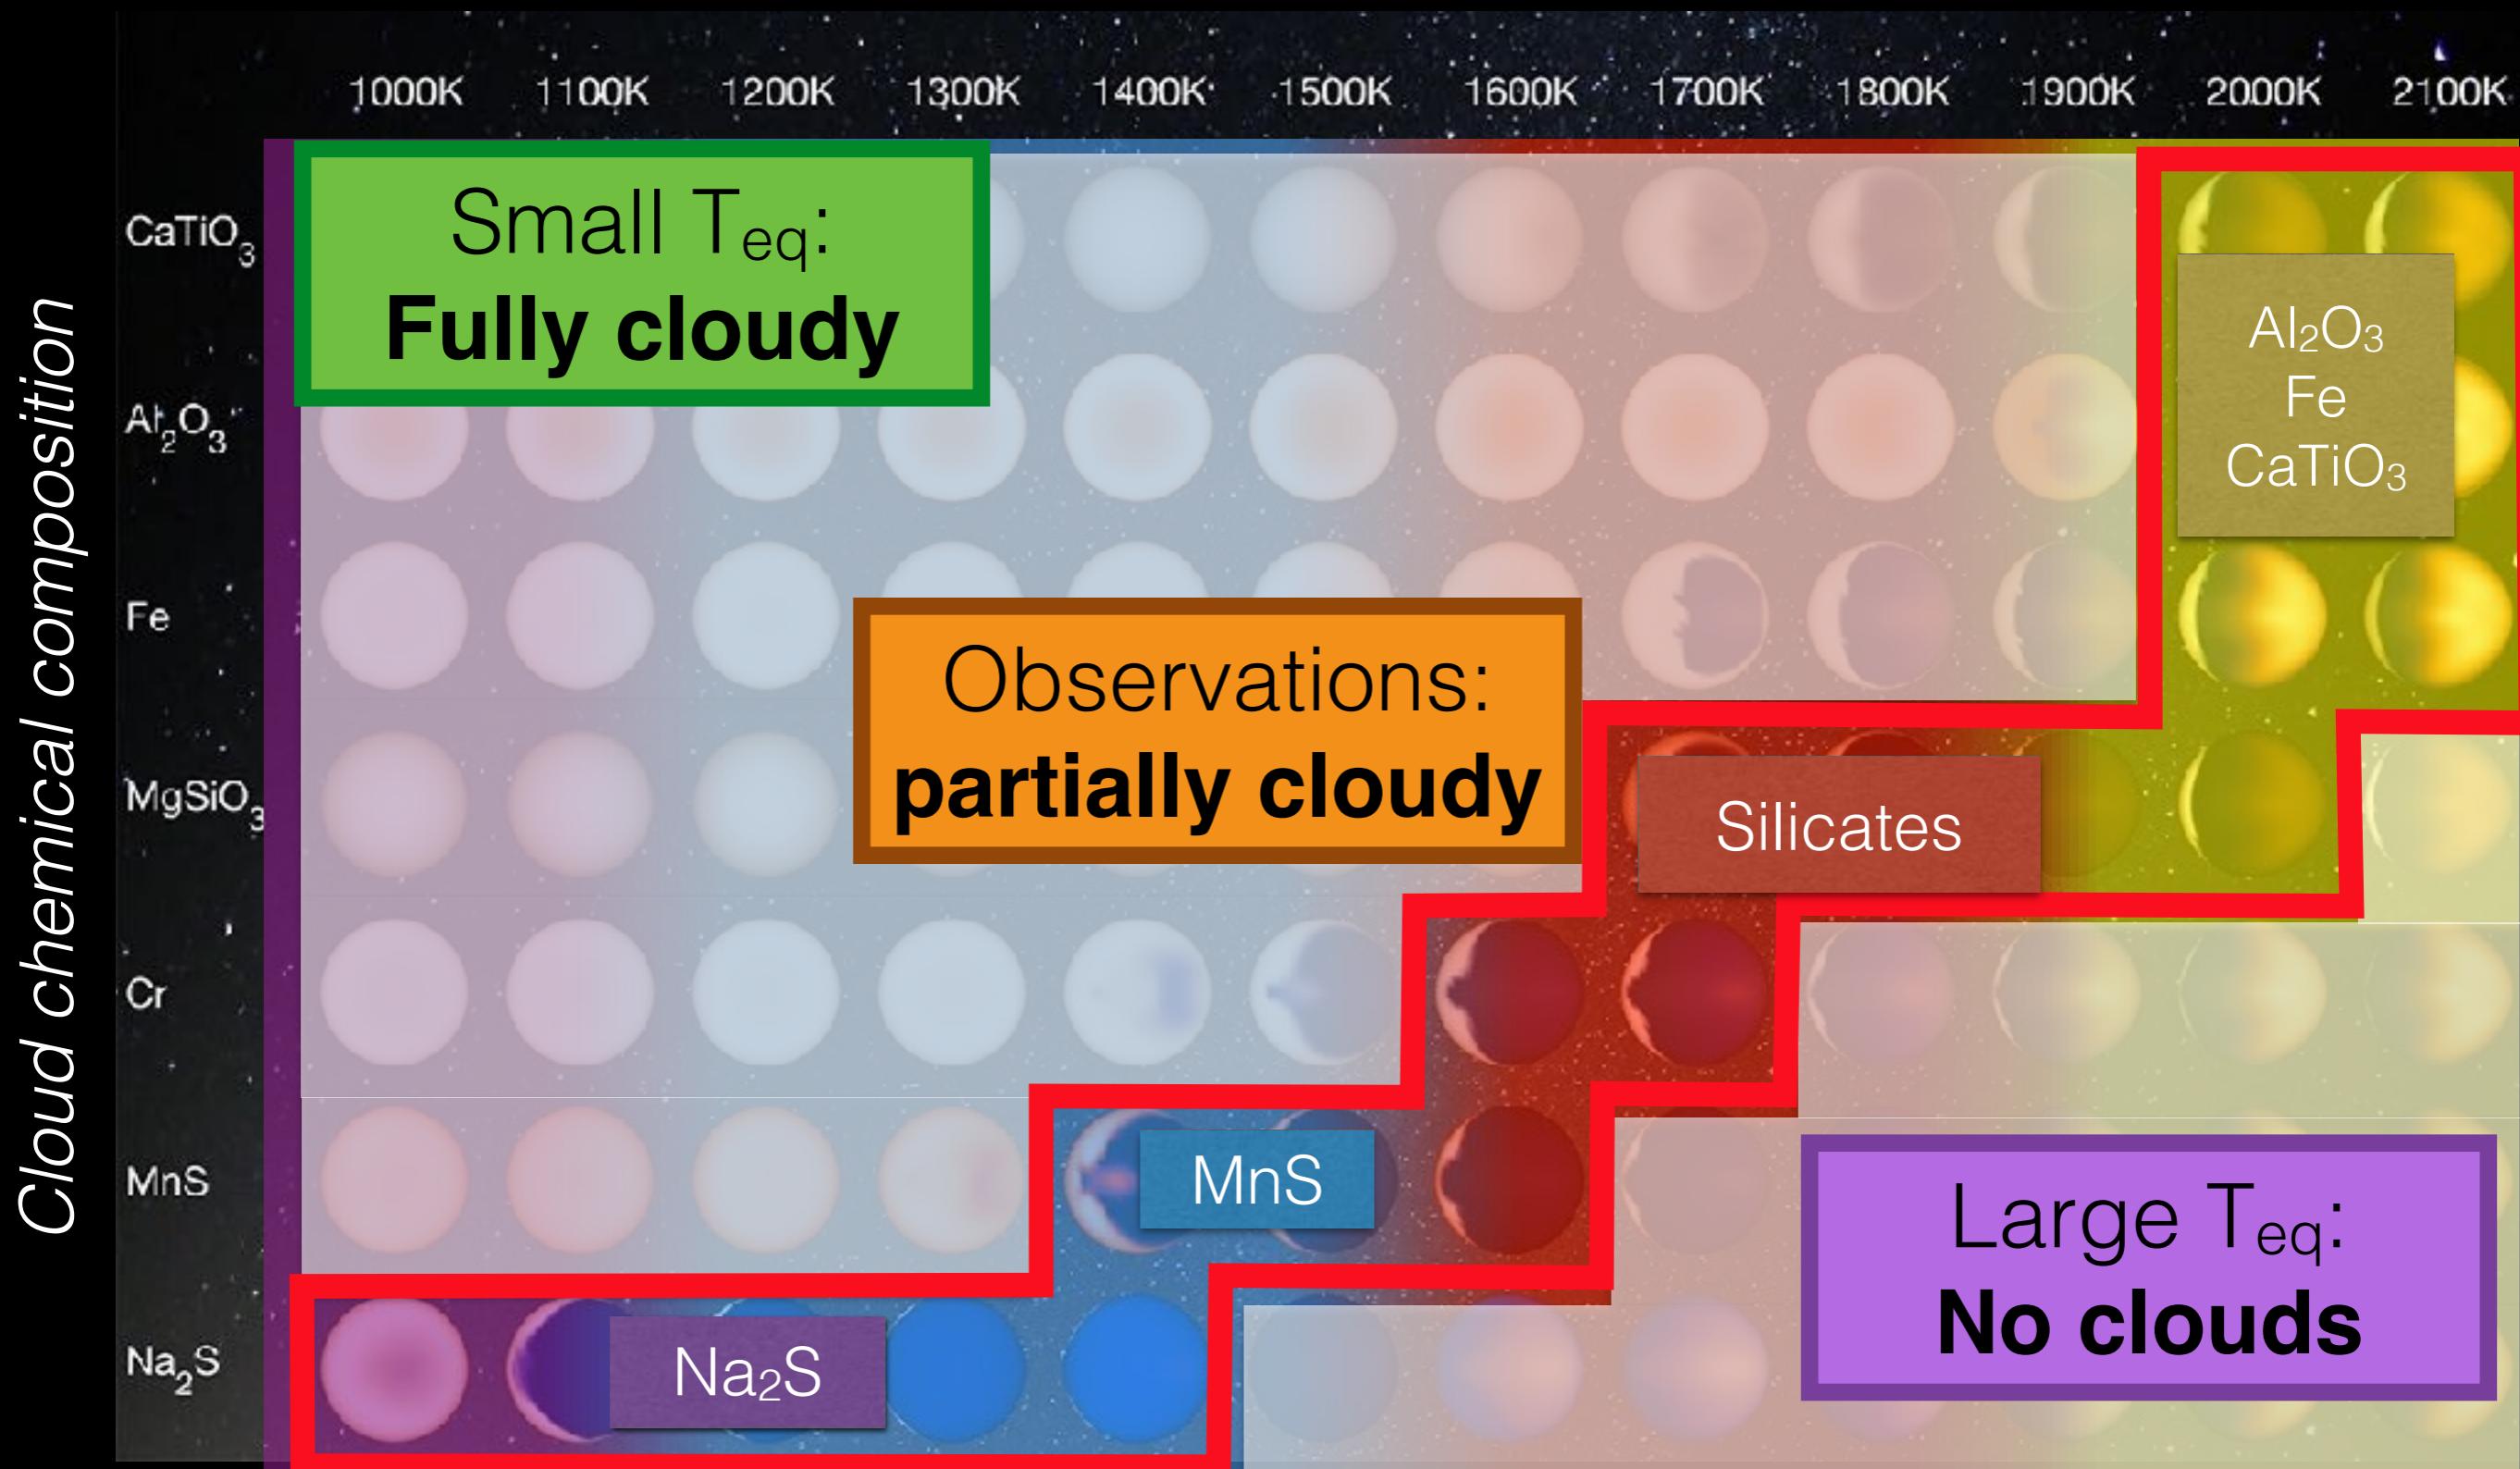 1000K 1100K 1200K 1300K 1400K 1500K 1600K 1700K 1800K 1900K 2000K 2100K
Cloud chemical composition
CaTiO₃
Al₂O₃
Fe
MgSiO₃
Cr
MnS
Na₂S
Small Teq:
Fully cloudy
Al₂O₃
Fe
CaTiO₃
Observations:
partially cloudy
Silicates
MnS
Na₂S
Large Teq:
No clouds